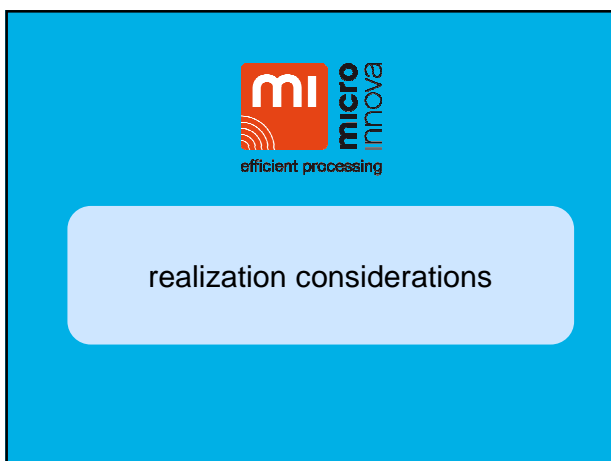 mi
micro
innova
efficient processing
realization considerations